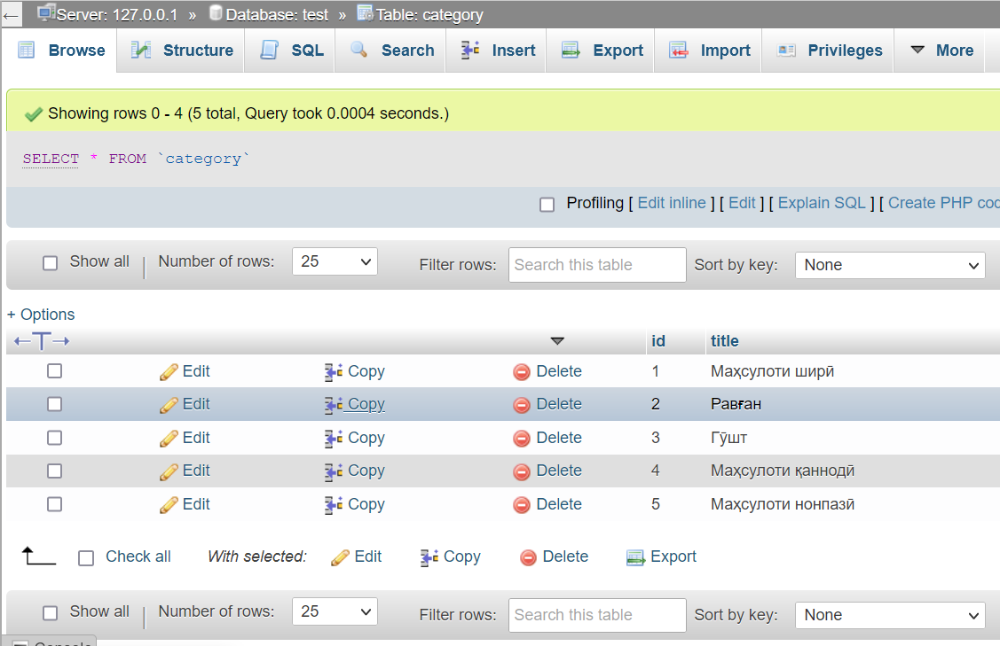 Server: 127.0.0.1 » Database: test » Table: category
Browse Structure SQL Search Insert Export Import Privileges More
Showing rows 0 - 4 (5 total, Query took 0.0004 seconds.)
SELECT * FROM `category`
Profiling [ Edit inline ] [ Edit ] [ Explain SQL ] [ Create PHP cod
Show all Number of rows: 25 Filter rows: Search this table Sort by key: None
+ Options
←T→ id title
Edit Copy Delete 1 Маҳсулоти ширӣ
Edit Copy Delete 2 Равған
Edit Copy Delete 3 Гӯшт
Edit Copy Delete 4 Маҳсулоти қаннодӣ
Edit Copy Delete 5 Маҳсулоти нонпазӣ
Check all With selected: Edit Copy Delete Export
Show all Number of rows: 25 Filter rows: Search this table Sort by key: None
Console